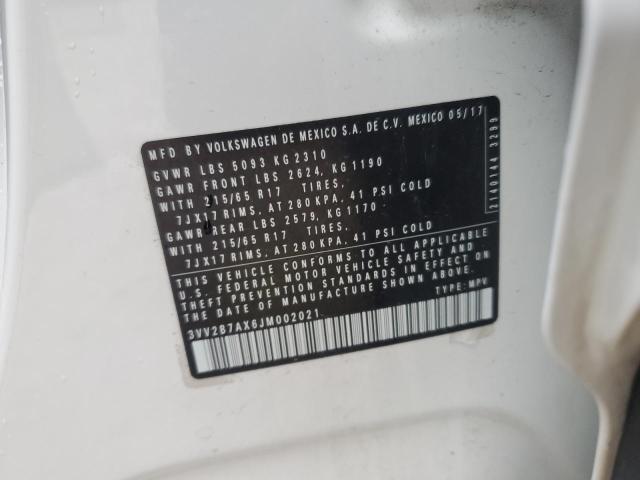 MFD BY VOLKSWAGEN DE MEXICO S.A. DE C.V. MEXICO 05/17
GVWR LBS 5093 KG 2310
GAWR FRONT LBS 2624, KG 1190
WITH 215/65 R17 TIRES,
7JX17 RIMS, AT 280 KPA, 41 PSI COLD
GAWR REAR LBS 2579, KG 1170
WITH 215/65 R17 TIRES,
7JX17 RIMS, AT 280 KPA, 41 PSI COLD
THIS VEHICLE CONFORMS TO ALL APPLICABLE
U.S. FEDERAL MOTOR VEHICLE SAFETY AND
THEFT PREVENTION STANDARDS IN EFFECT ON
THE DATE OF MANUFACTURE SHOWN ABOVE.
3VV2B7AX6JM002021 TYPE: MPV
2140144 3299